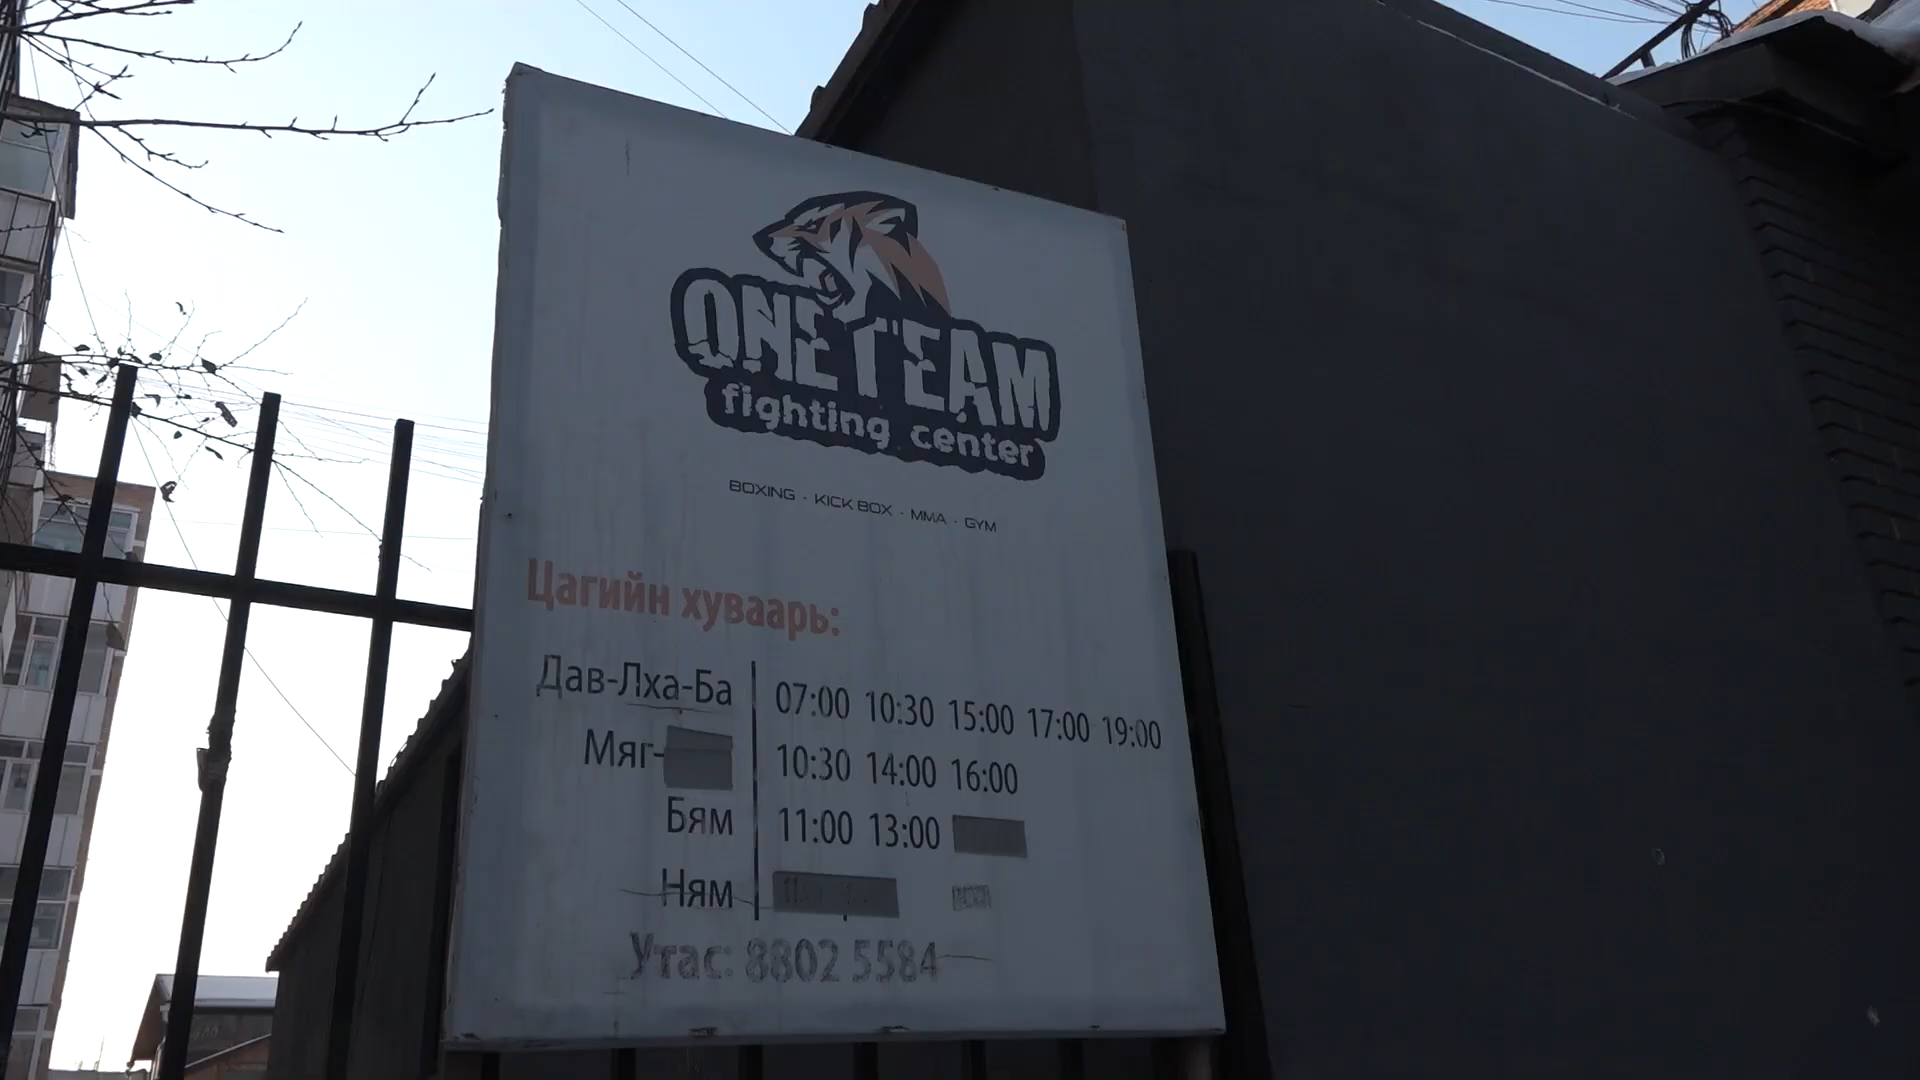 ONE TEAM
fighting center
BOXING · KICK BOX · MMA · GYM
Цагийн хуваарь:
Дав-Лха-Ба 07:00 10:30 15:00 17:00 19:00
Мяг- 10:30 14:00 16:00
Бям 11:00 13:00
Ням
Утас: 8802 5584